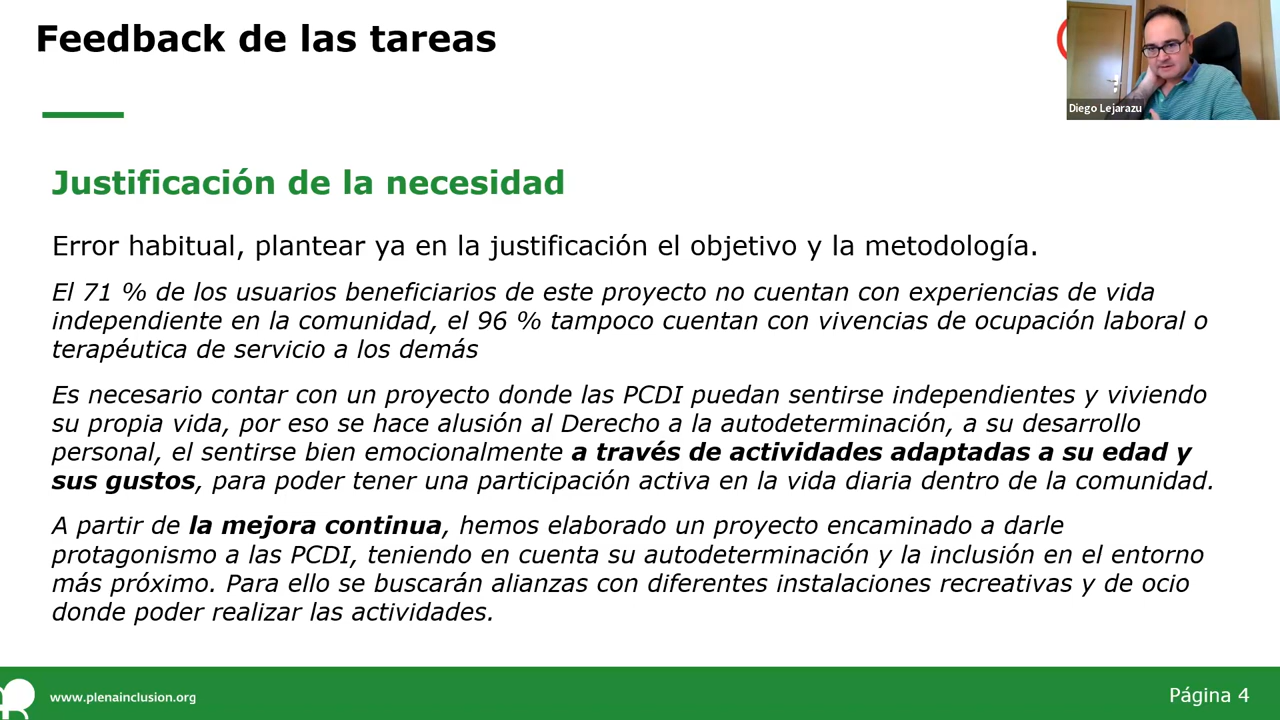 Feedback de las tareas
Diego Lejarazu
Justificación de la necesidad
Error habitual, plantear ya en la justificación el objetivo y la metodología.
El 71 % de los usuarios beneficiarios de este proyecto no cuentan con experiencias de vida
independiente en la comunidad, el 96 % tampoco cuentan con vivencias de ocupación laboral o
terapéutica de servicio a los demás
Es necesario contar con un proyecto donde las PCDI puedan sentirse independientes y viviendo
su propia vida, por eso se hace alusión al Derecho a la autodeterminación, a su desarrollo
personal, el sentirse bien emocionalmente a través de actividades adaptadas a su edad y
sus gustos, para poder tener una participación activa en la vida diaria dentro de la comunidad.
A partir de la mejora continua, hemos elaborado un proyecto encaminado a darle
protagonismo a las PCDI, teniendo en cuenta su autodeterminación y la inclusión en el entorno
más próximo. Para ello se buscarán alianzas con diferentes instalaciones recreativas y de ocio
donde poder realizar las actividades.
www.plenainclusion.org
Página 4